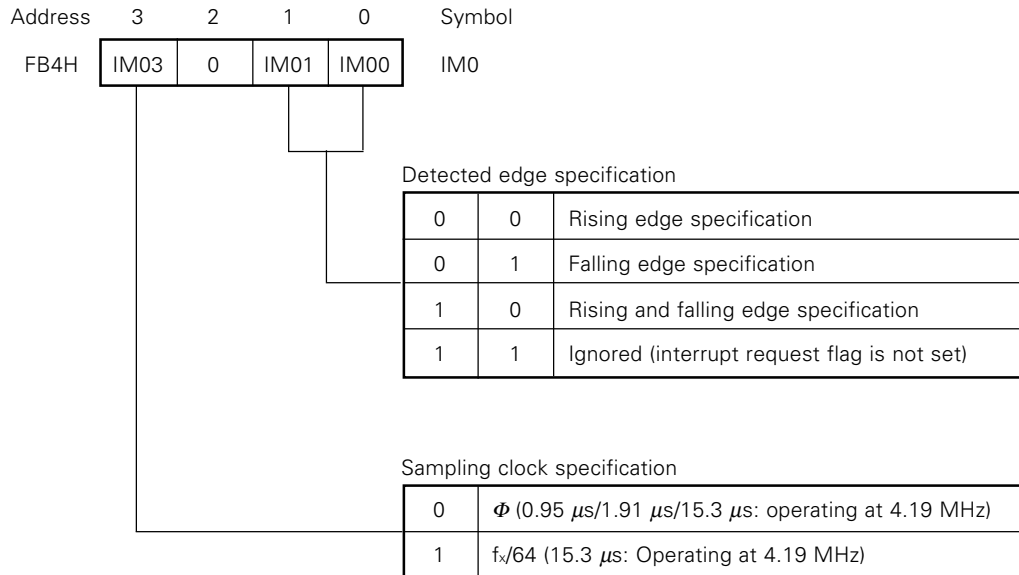 Address 3 2 1 0 Symbol
FB4H IM03 0 IM01 IM00 IM0
Detected edge specification
0 0 Rising edge specification
0 1 Falling edge specification
1 0 Rising and falling edge specification
1 1 Ignored (interrupt request flag is not set)
Sampling clock specification
0 Φ (0.95 μs/1.91 μs/15.3 μs: operating at 4.19 MHz)
1 fx/64 (15.3 μs: Operating at 4.19 MHz)